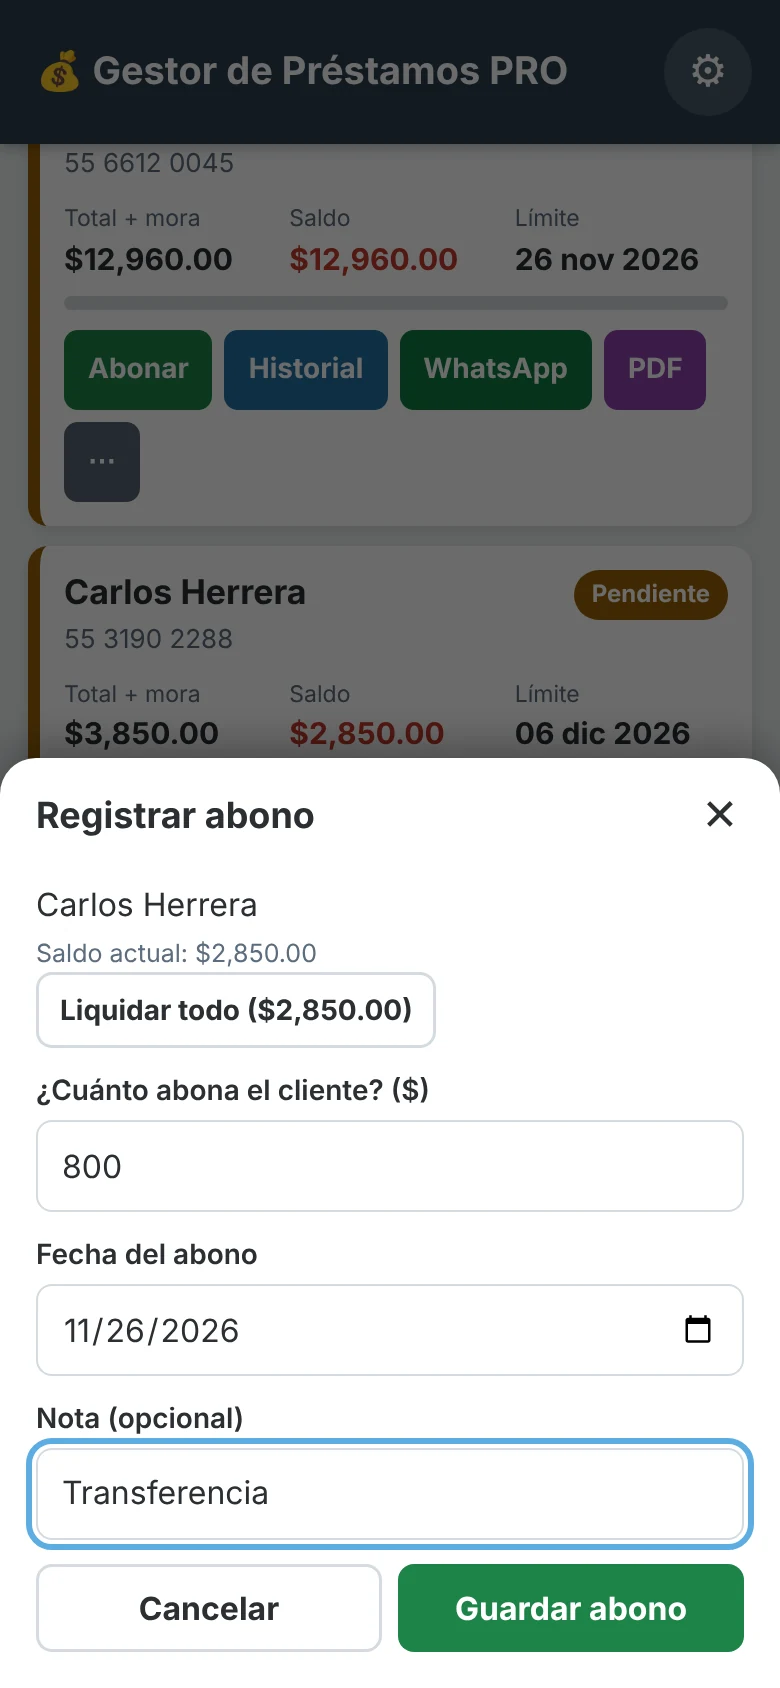 💰 Gestor de Préstamos PRO
55 6612 0045
Total + mora Saldo Límite
$12,960.00 $12,960.00 26 nov 2026
Abonar Historial WhatsApp PDF
...
Carlos Herrera Pendiente
55 3190 2288
Total + mora Saldo Límite
$3,850.00 $2,850.00 06 dic 2026
Registrar abono ✕
Carlos Herrera
Saldo actual: $2,850.00
Liquidar todo ($2,850.00)
¿Cuánto abona el cliente? ($)
800
Fecha del abono
11/26/2026
Nota (opcional)
Transferencia
Cancelar Guardar abono